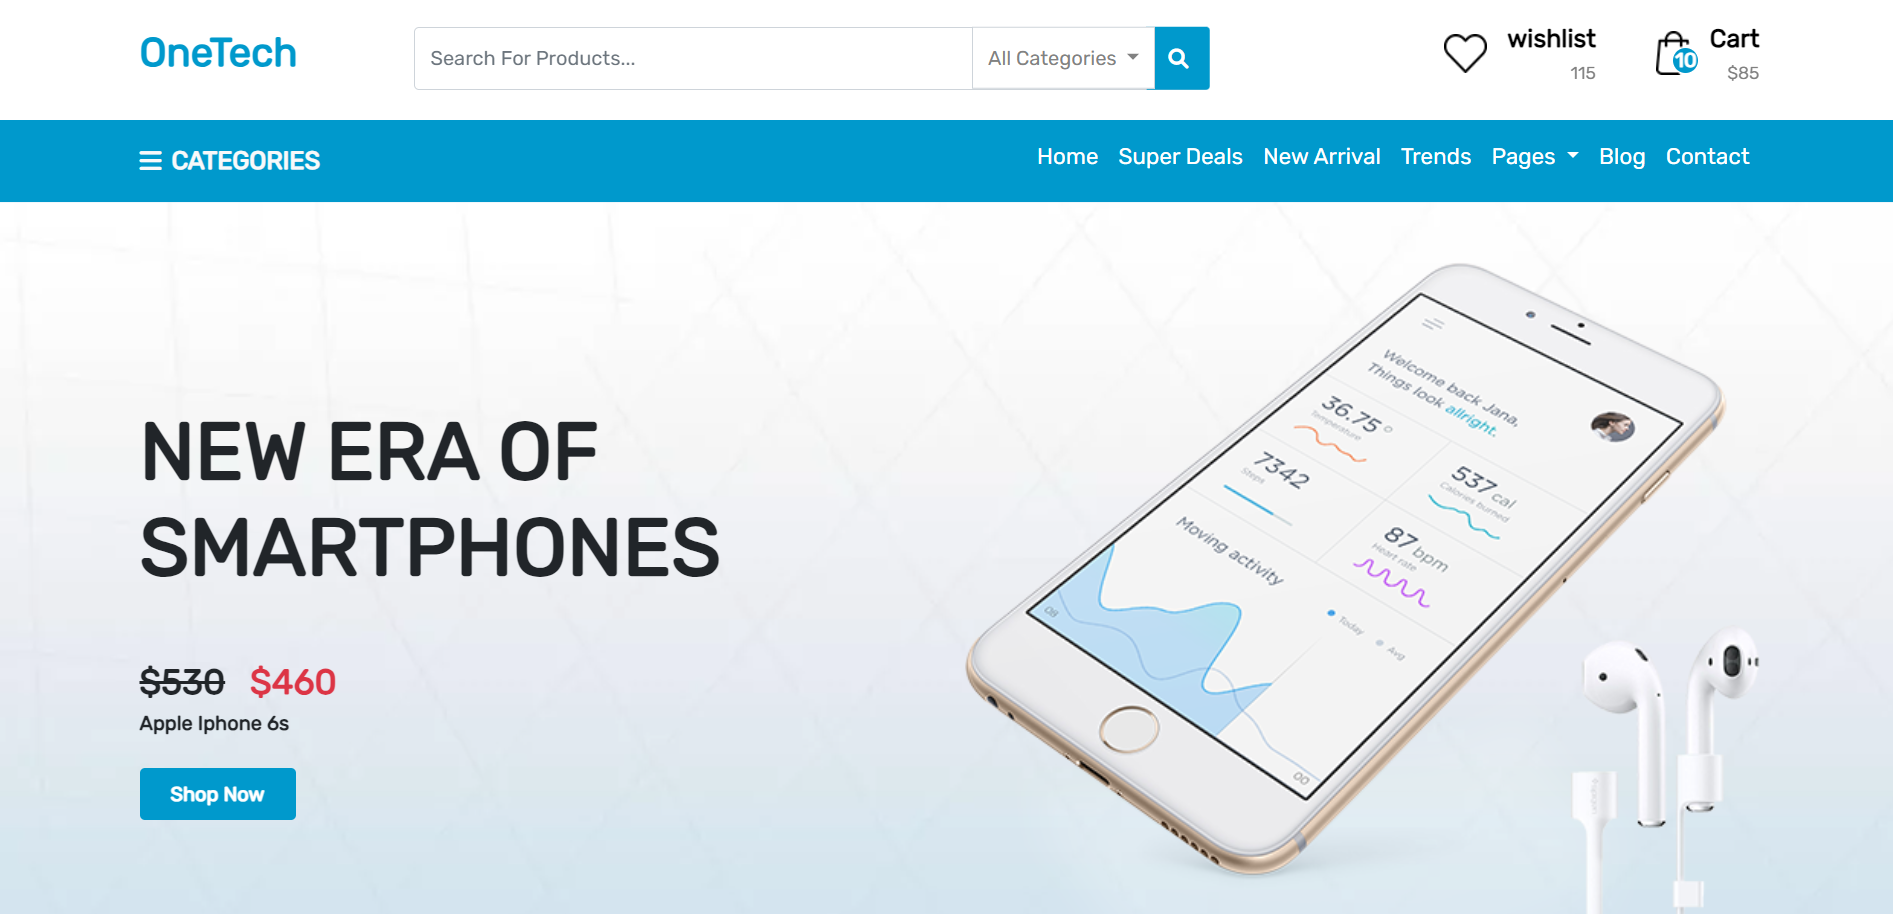 OneTech
Search For Products...
All Categories
wishlist
115
10
Cart
$85
CATEGORIES
Home
Super Deals
New Arrival
Trends
Pages
Blog
Contact
NEW ERA OF
SMARTPHONES
$530 $460
Apple Iphone 6s
Shop Now
Welcome back Jana,
Things look allright.
36.75
Temperature
7342
Steps
537 cal
Calories burned
87 bpm
Heart rate
Moving activity
Today
Avg
08
00